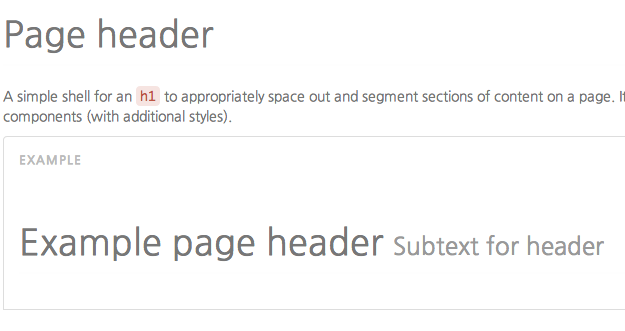 Page header
A simple shell for an h1 to appropriately space out and segment sections of content on a page. It
components (with additional styles).
EXAMPLE
Example page header Subtext for header